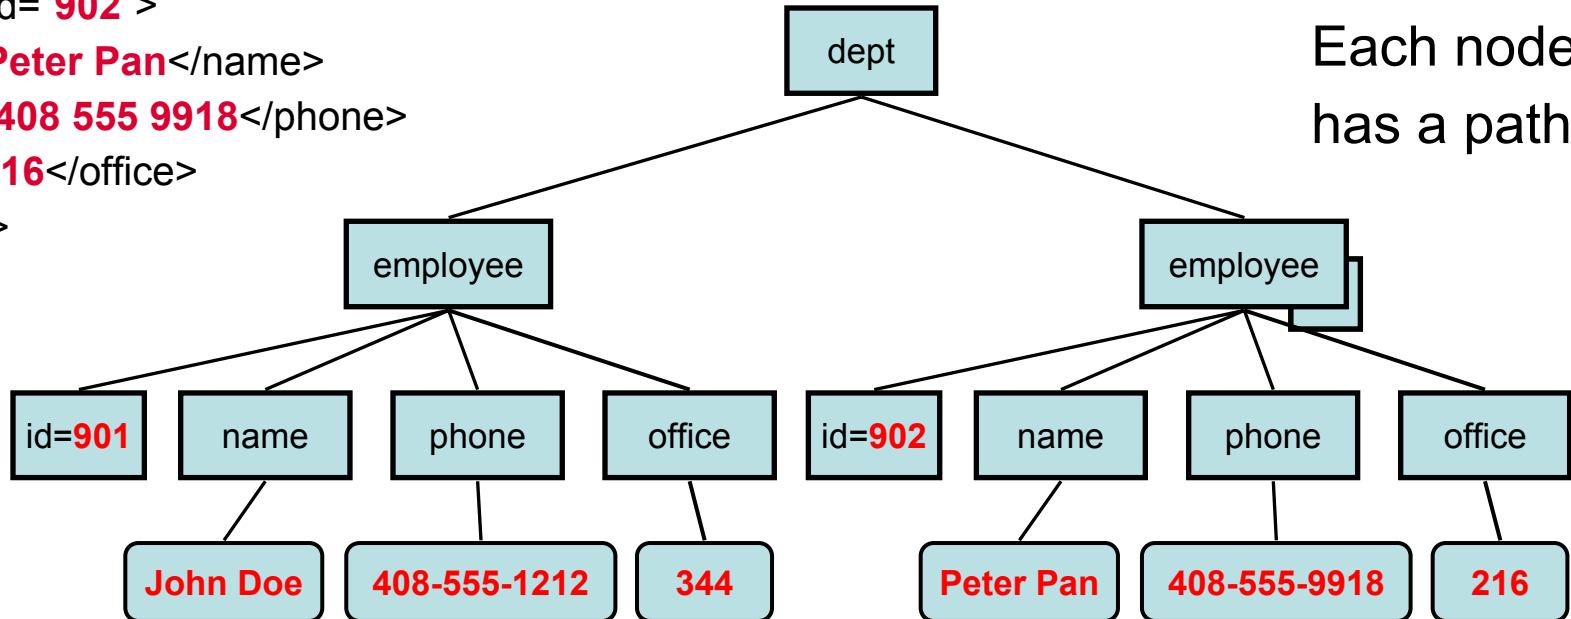 d="902">
Peter Pan</name>
408 555 9918</phone>
16</office>
>
Each node
has a path
dept
employee
employee
id=901
name
phone
office
id=902
name
phone
office
John Doe
408-555-1212
344
Peter Pan
408-555-9918
216